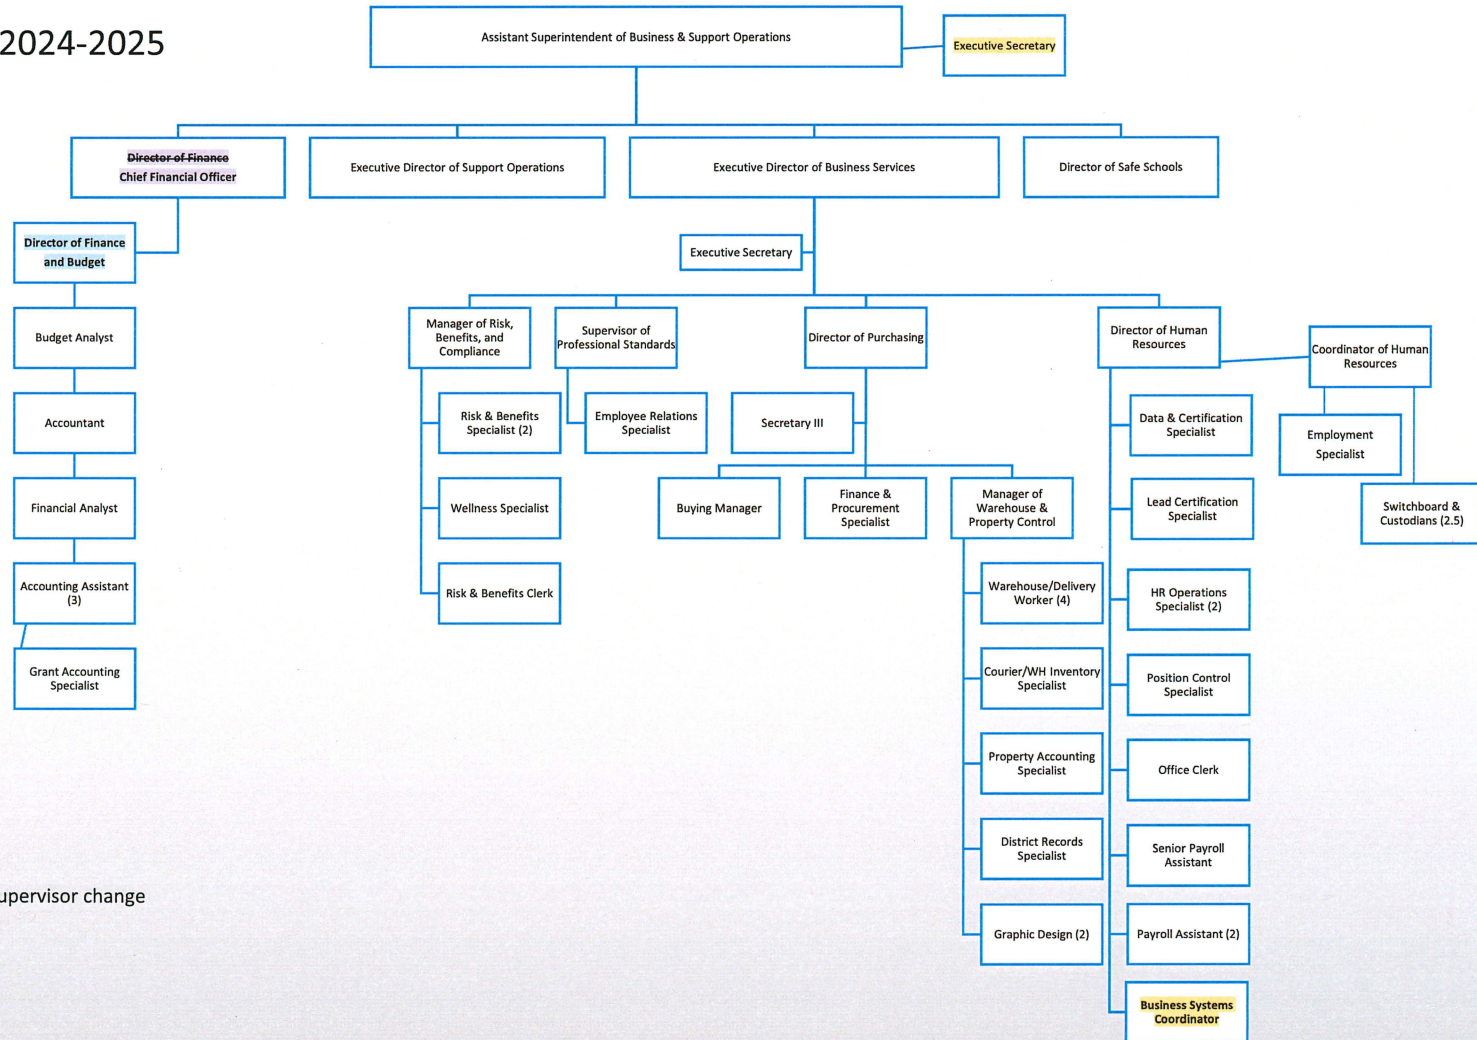 2024-2025
Assistant Superintendent of Business & Support Operations
Executive Secretary
Director of Finance
Chief Financial Officer
Executive Director of Support Operations
Executive Director of Business Services
Director of Safe Schools
Director of Finance
and Budget
Executive Secretary
Budget Analyst
Manager of Risk,
Benefits, and
Compliance
Supervisor of
Professional Standards
Director of Purchasing
Director of Human
Resources
Coordinator of Human
Resources
Accountant
Risk & Benefits
Specialist (2)
Employee Relations
Specialist
Secretary III
Data & Certification
Specialist
Employment
Specialist
Financial Analyst
Wellness Specialist
Buying Manager
Finance &
Procurement
Specialist
Manager of
Warehouse &
Property Control
Lead Certification
Specialist
Switchboard &
Custodians (2.5)
Accounting Assistant
(3)
Risk & Benefits Clerk
Warehouse/Delivery
Worker (4)
HR Operations
Specialist (2)
Grant Accounting
Specialist
Courier/WH Inventory
Specialist
Position Control
Specialist
Property Accounting
Specialist
Office Clerk
District Records
Specialist
Senior Payroll
Assistant
upervisor change
Graphic Design (2)
Payroll Assistant (2)
Business Systems
Coordinator